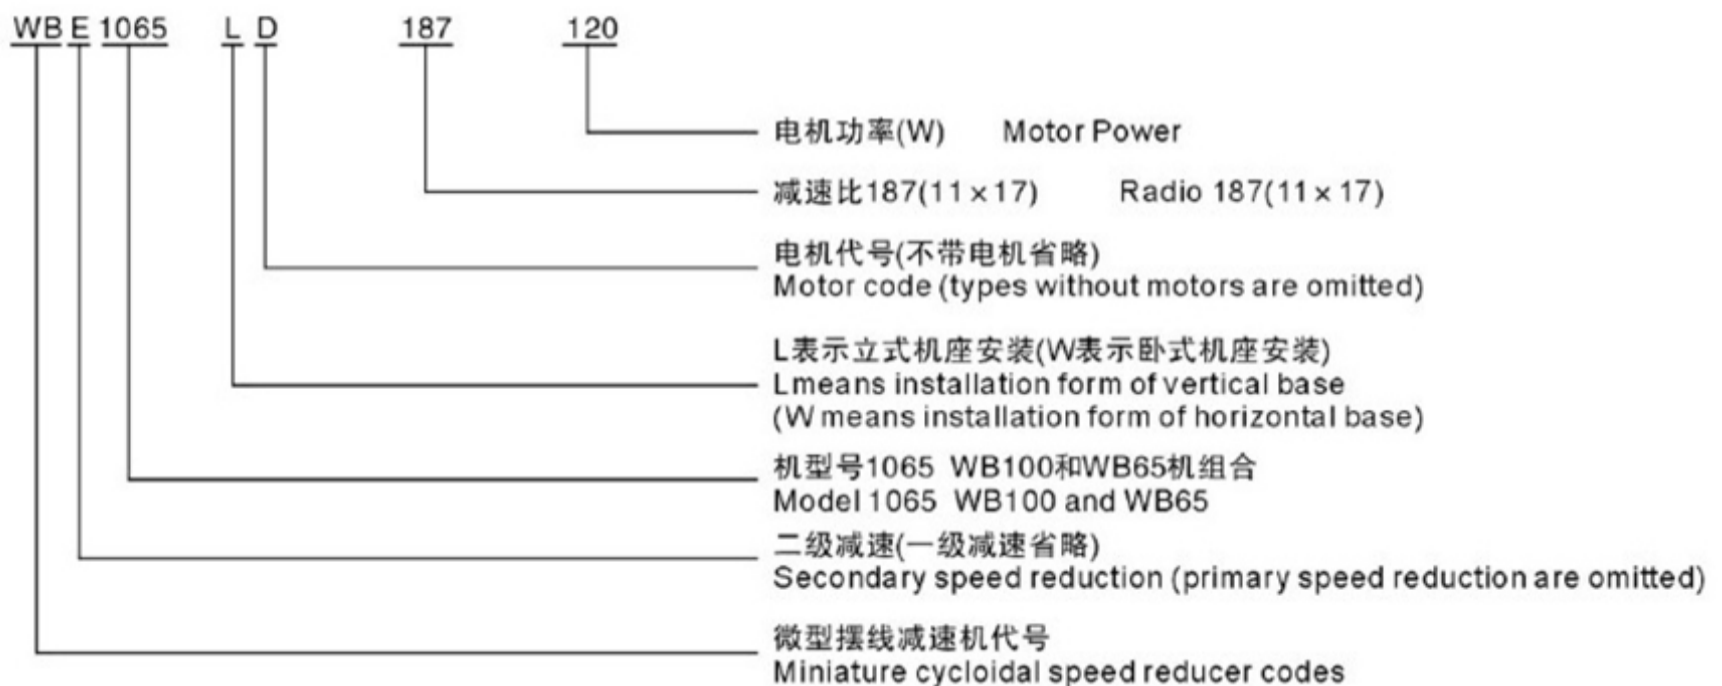 WB E 1065 L D 187 120
电机功率(W) Motor Power
减速比187(11×17) Radio 187(11×17)
电机代号(不带电机省略)
Motor code (types without motors are omitted)
L表示立式机座安装(W表示卧式机座安装)
Lmeans installation form of vertical base
(W means installation form of horizontal base)
机型号1065 WB100和WB65机组合
Model 1065 WB100 and WB65
二级减速(一级减速省略)
Secondary speed reduction (primary speed reduction are omitted)
微型摆线减速机代号
Miniature cycloidal speed reducer codes